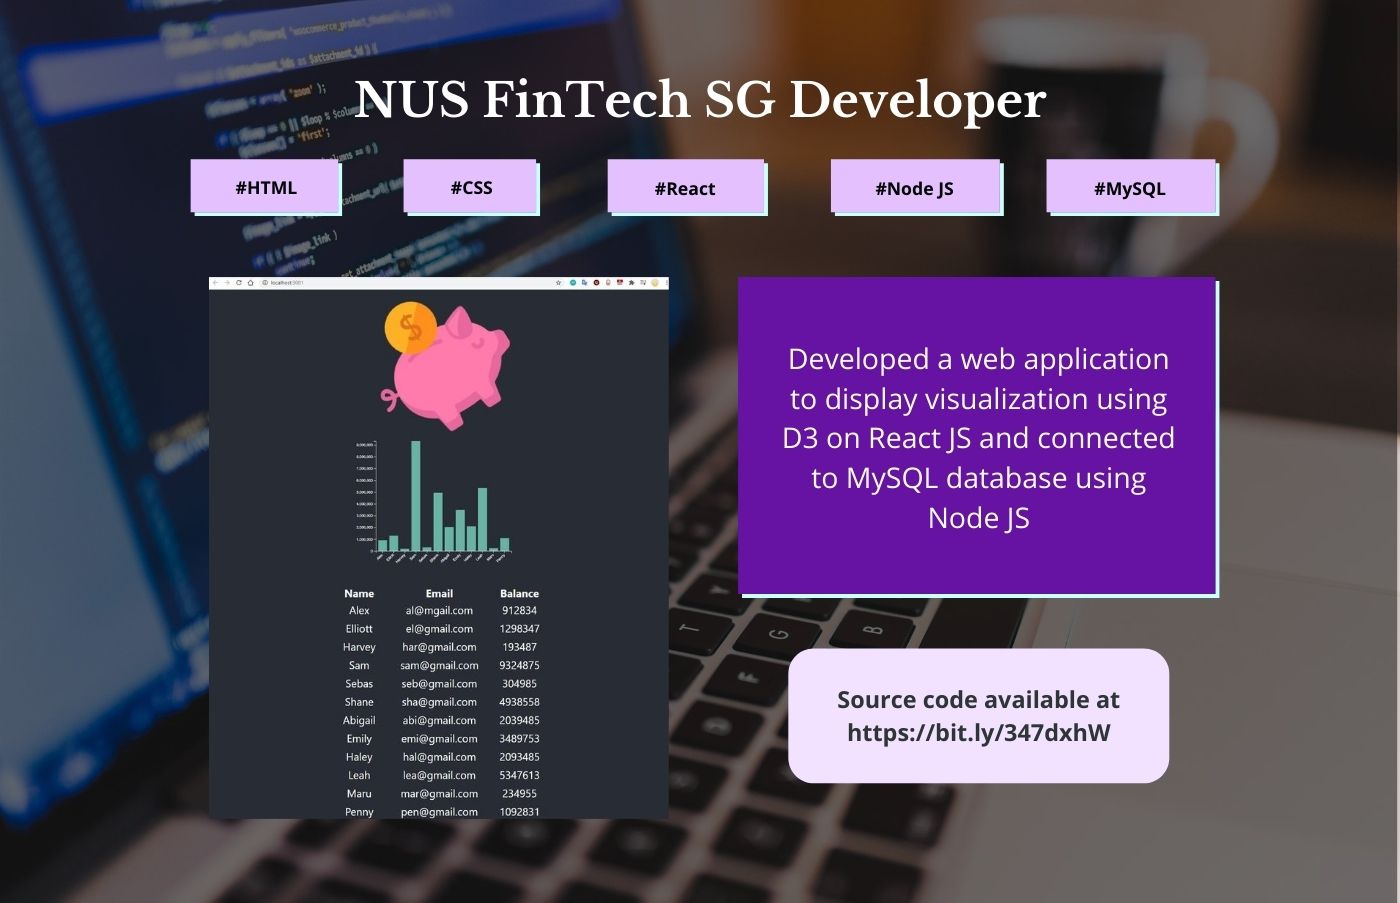 NUS FinTech SG Developer
#HTML #CSS #React #Node JS #MySQL
localhost:3001
Developed a web application
to display visualization using
D3 on React JS and connected
to MySQL database using
Node JS
Name Email Balance
Alex al@mgail.com 912834
Elliott el@gmail.com 1298347
Harvey har@gmail.com 193487
Sam sam@gmail.com 9324875
Sebas seb@gmail.com 304985
Shane sha@gmail.com 4938558
Abigail abi@gmail.com 2039485
Emily emi@gmail.com 3489753
Haley hal@gmail.com 2093485
Leah lea@gmail.com 5347613
Maru mar@gmail.com 234955
Penny pen@gmail.com 1092831
Source code available at
https://bit.ly/347dxhW